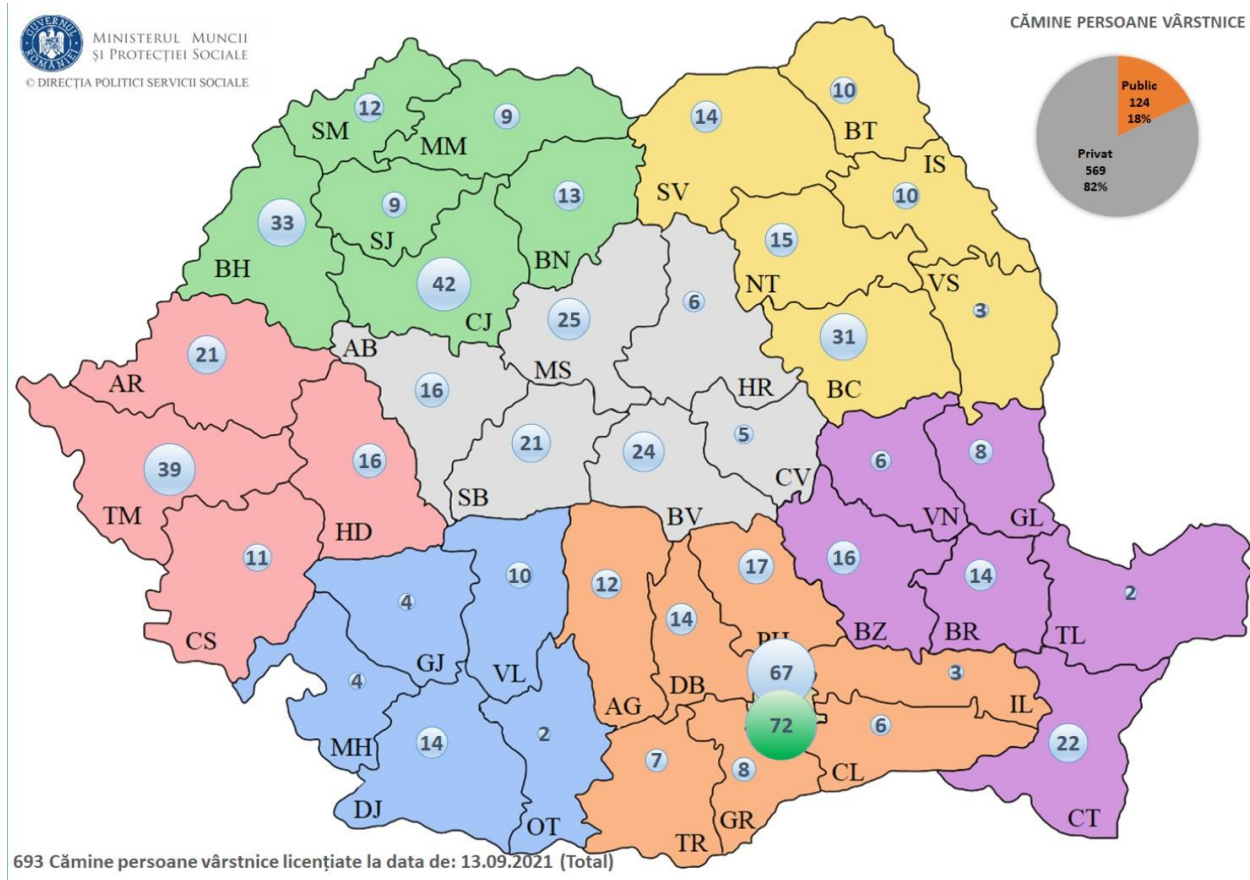 GUVERNUL ROMÂNIEI
MINISTERUL MUNCII
ȘI PROTECȚIEI SOCIALE
© DIRECȚIA POLITICI SERVICII SOCIALE
CĂMINE PERSOANE VÂRSTNICE
Public
124
18%
Privat
569
82%
12
SM
9
MM
14
SV
10
BT
IS
10
33
BH
9
SJ
13
BN
15
NT
VS
3
42
CJ
25
MS
6
HR
31
BC
21
AR
AB
16
39
TM
16
HD
21
SB
24
BV
5
CV
6
VN
8
GL
11
CS
4
GJ
10
VL
12
AG
14
DB
17
PH
16
BZ
14
BR
2
TL
4
MH
14
DJ
2
OT
67
72
3
IL
6
CL
7
TR
8
GR
22
CT
693 Cămine persoane vârstnice licențiate la data de: 13.09.2021 (Total)